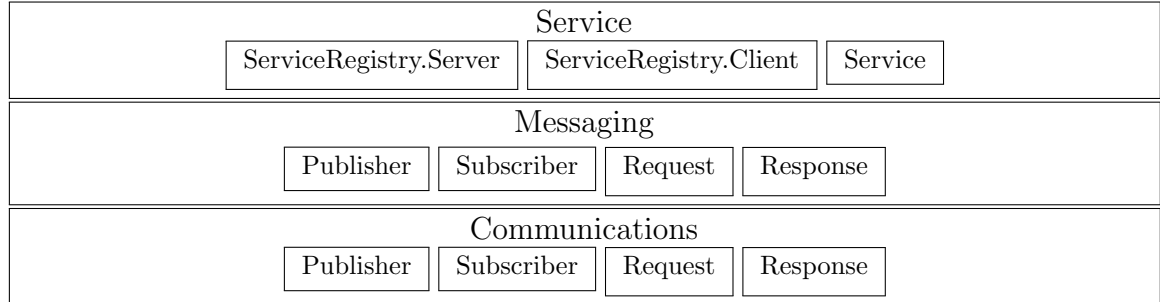 Service
ServiceRegistry.Server ServiceRegistry.Client Service
Messaging
Publisher Subscriber Request Response
Communications
Publisher Subscriber Request Response